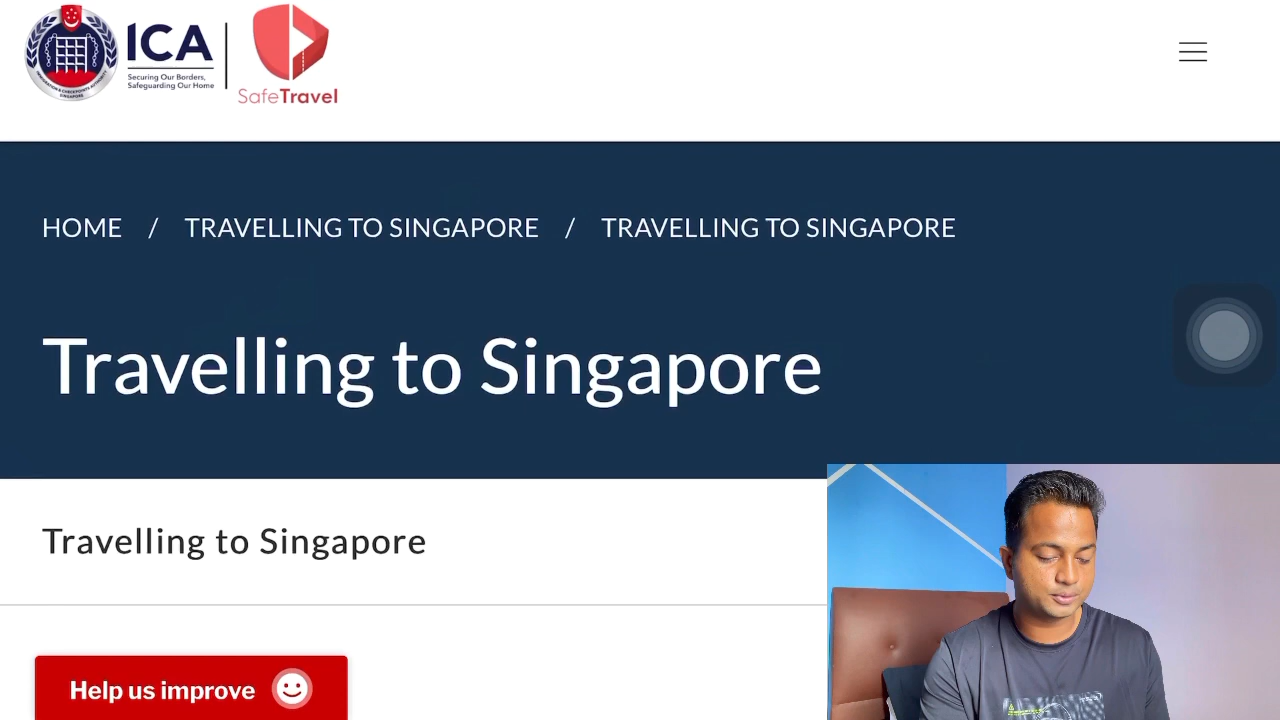 ICA
Securing Our Borders,
Safeguarding Our Home
SafeTravel
HOME / TRAVELLING TO SINGAPORE / TRAVELLING TO SINGAPORE
Travelling to Singapore
Travelling to Singapore
Help us improve